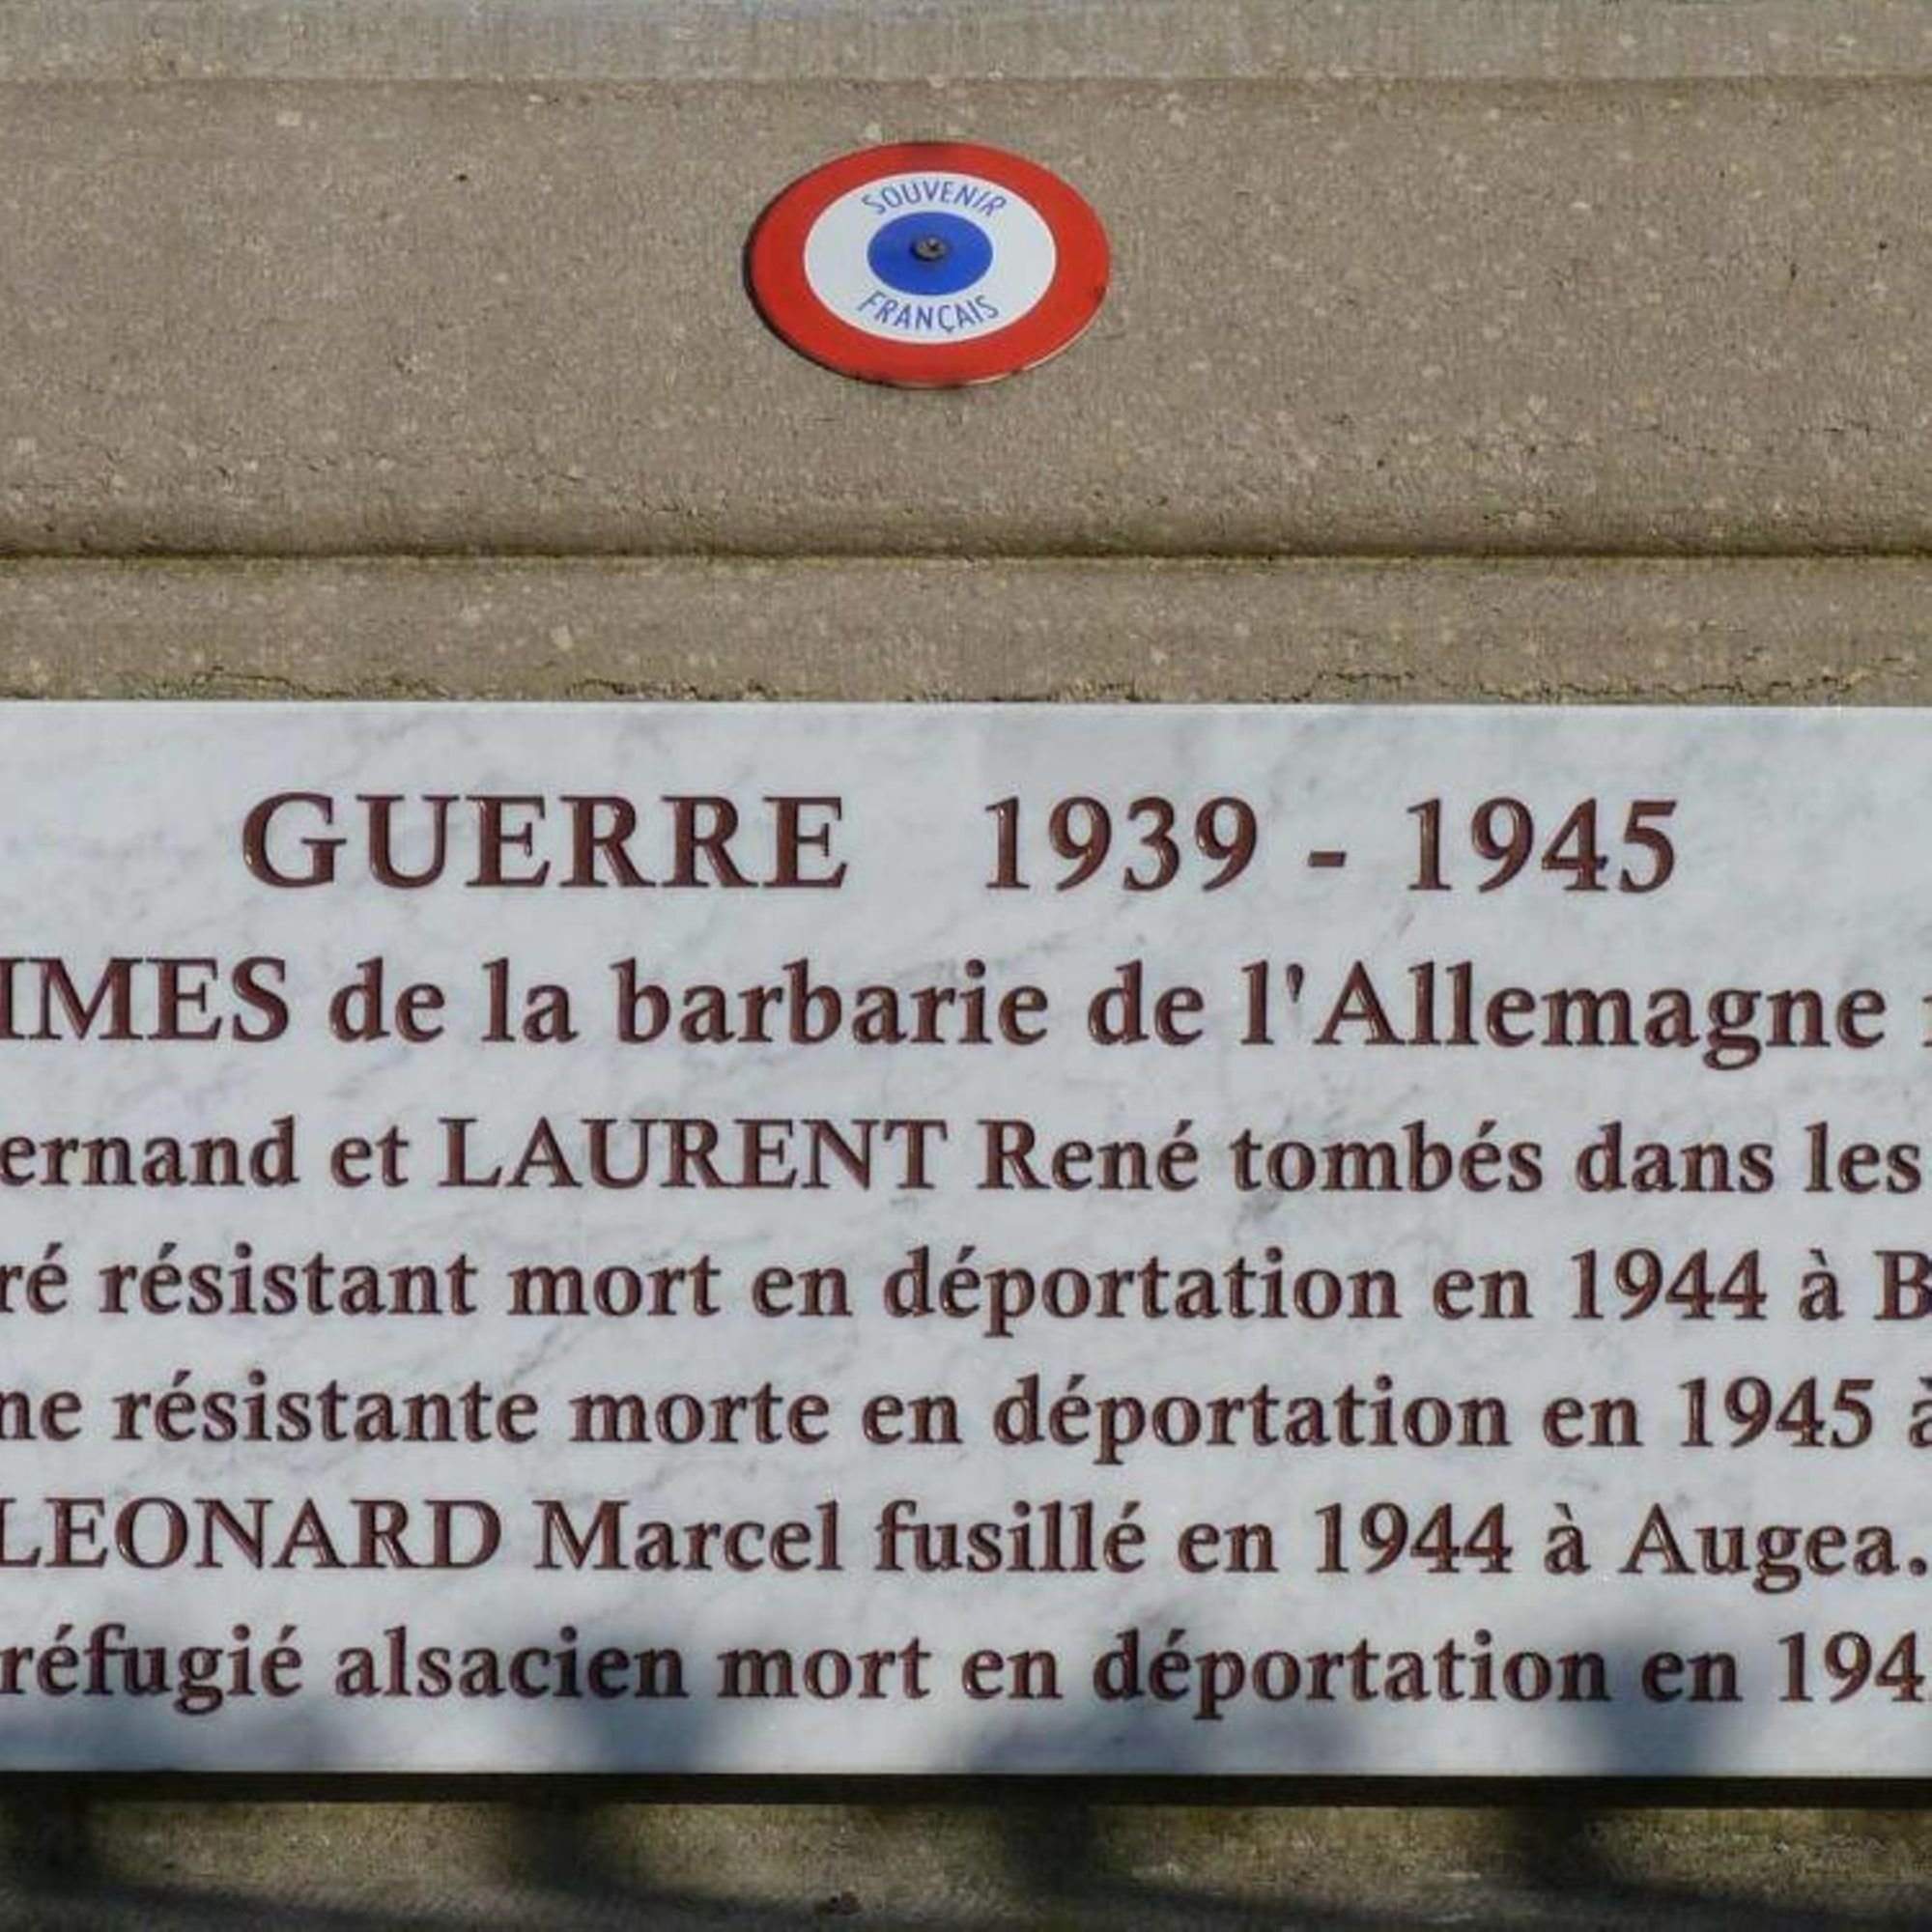 SOUVENIR
FRANÇAIS
GUERRE 1939 - 1945
IMES de la barbarie de l'Allemagne
ernand et LAURENT René tombés dans les
ré résistant mort en déportation en 1944 à B
ne résistante morte en déportation en 1945 à
LEONARD Marcel fusillé en 1944 à Augea.
réfugié alsacien mort en déportation en 194